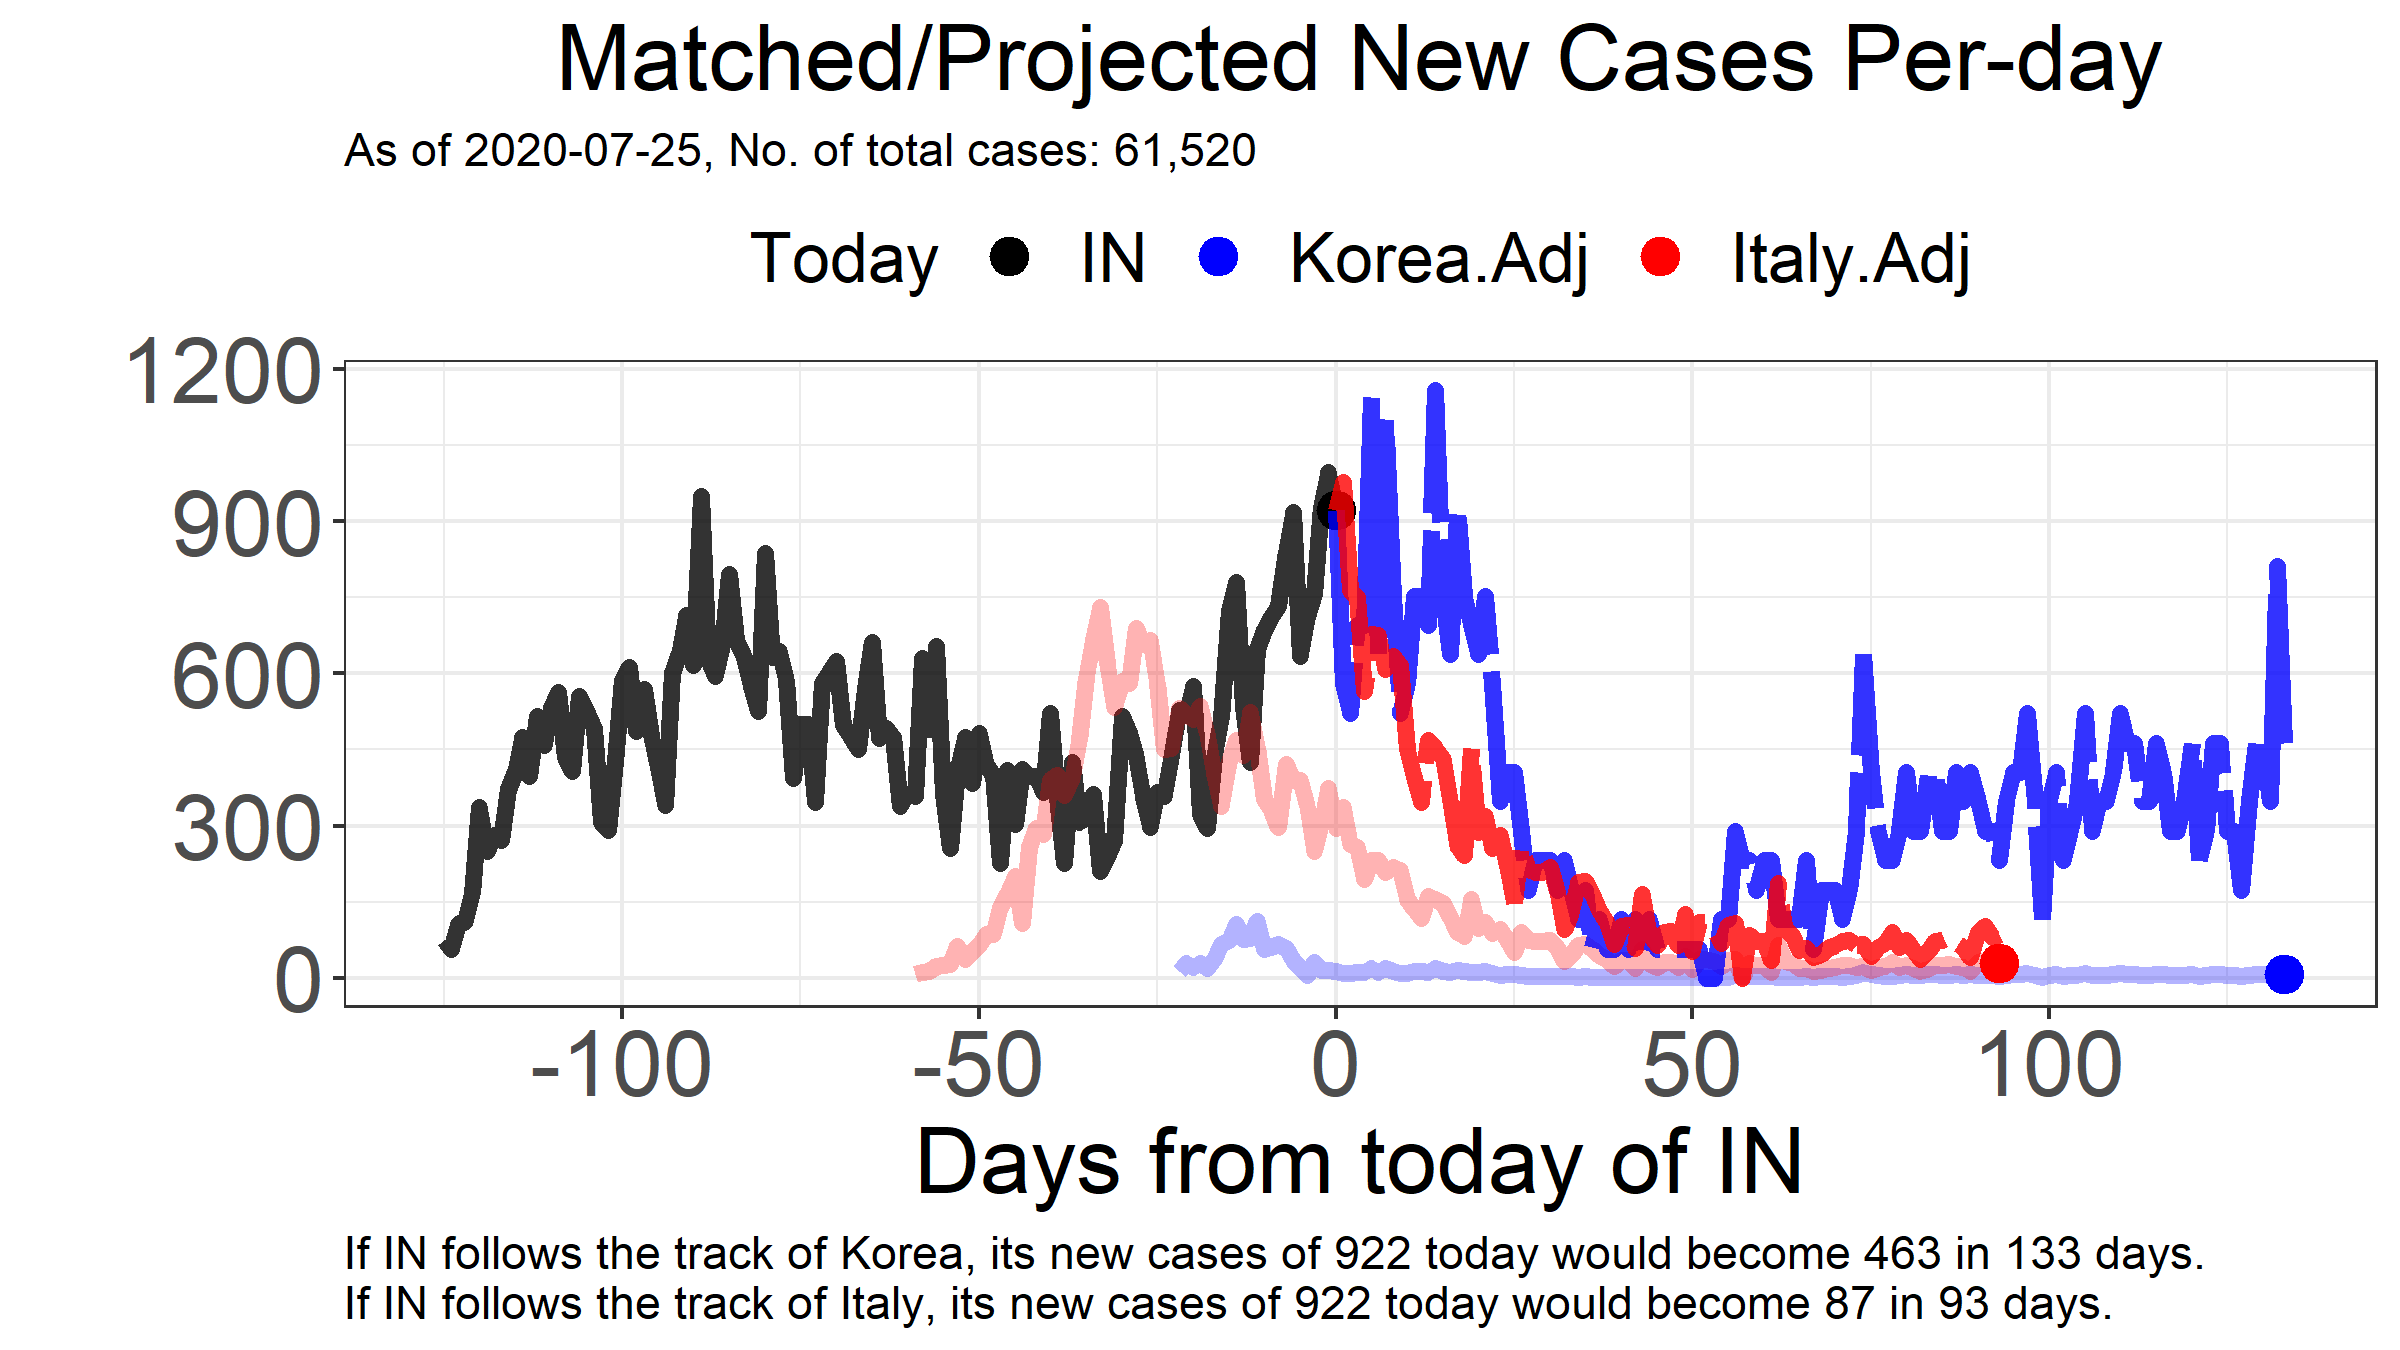 Matched/Projected New Cases Per-day
As of 2020-07-25, No. of total cases: 61,520
Today IN Korea.Adj Italy.Adj
1200
900
600
300
0
-100 -50 0 50 100
Days from today of IN
If IN follows the track of Korea, its new cases of 922 today would become 463 in 133 days.
If IN follows the track of Italy, its new cases of 922 today would become 87 in 93 days.